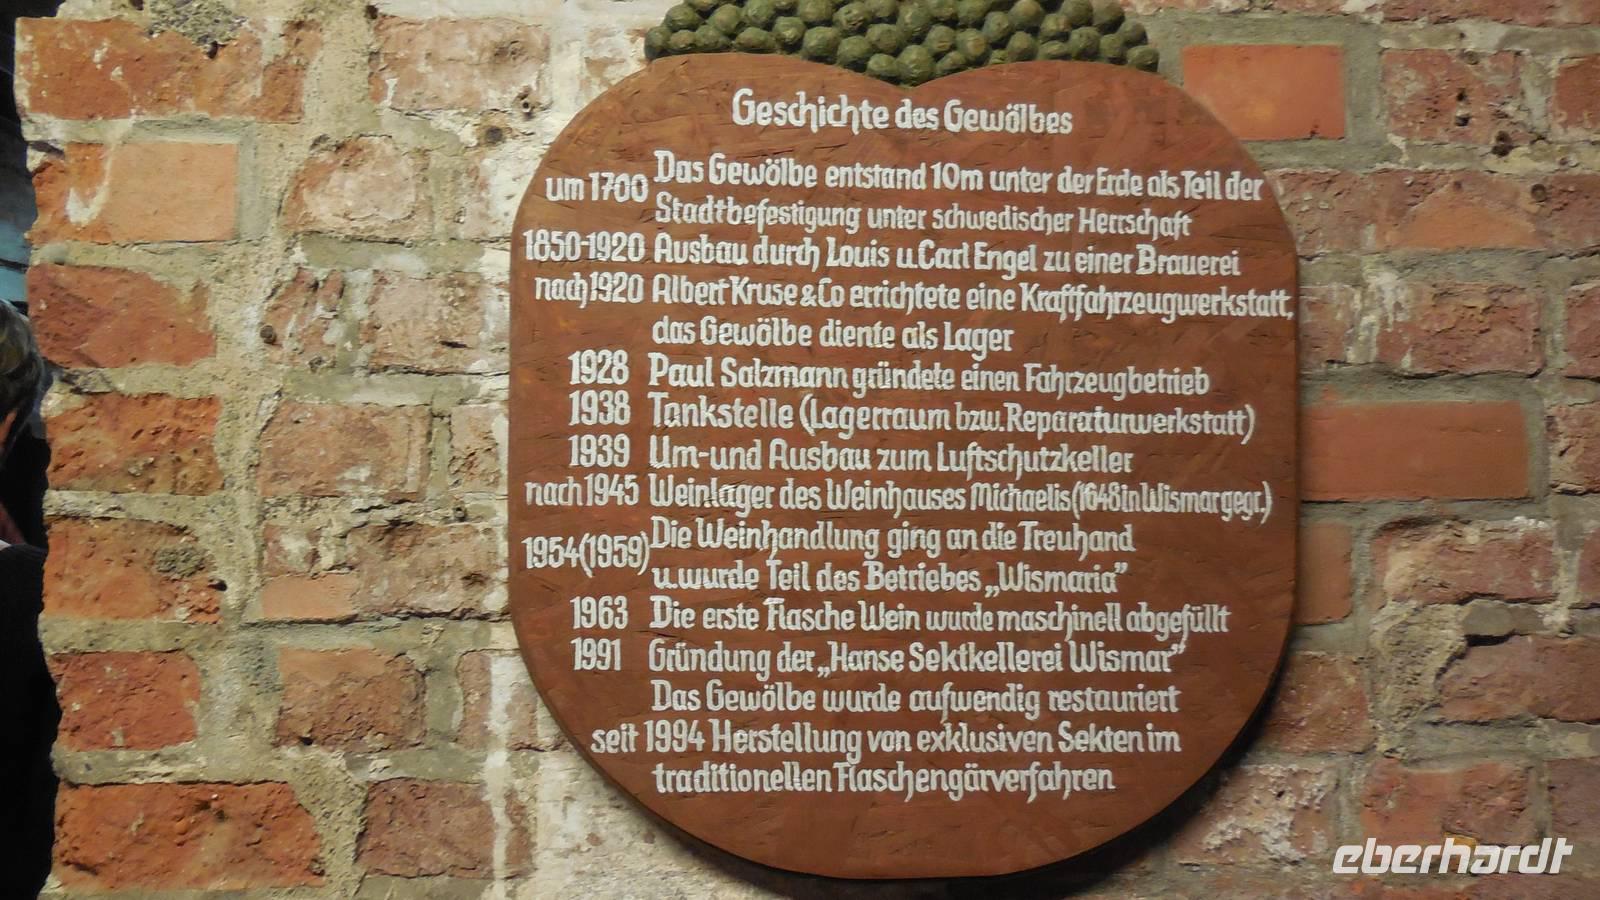 Geschichte des Gewölbes
um 1700 Das Gewölbe entstand 10m unter der Erde als Teil der
Stadtbefestigung unter schwedischer Herrschaft
1850-1920 Ausbau durch Louis u. Carl Engel zu einer Brauerei
nach 1920 Albert Kruse & Co errichtete eine Kraftfahrzeugwerkstatt,
das Gewölbe diente als Lager
1928 Paul Salzmann gründete einen Fahrzeugbetrieb
1938 Tankstelle (Lagerraum bzw. Reparaturwerkstatt)
1939 Um- und Ausbau zum Luftschutzkeller
nach 1945 Weinlager des Weinhauses Michaelis (1648 in Wismar gegr.)
1954 (1959) Die Weinhandlung ging an die Treuhand
u. wurde Teil des Betriebes „Wismaria"
1963 Die erste Flasche Wein wurde maschinell abgefüllt
1991 Gründung der „Hanse Sektkellerei Wismar"
Das Gewölbe wurde aufwendig restauriert
seit 1994 Herstellung von exklusiven Sekten im
traditionellen Flaschengärverfahren
eberhardt